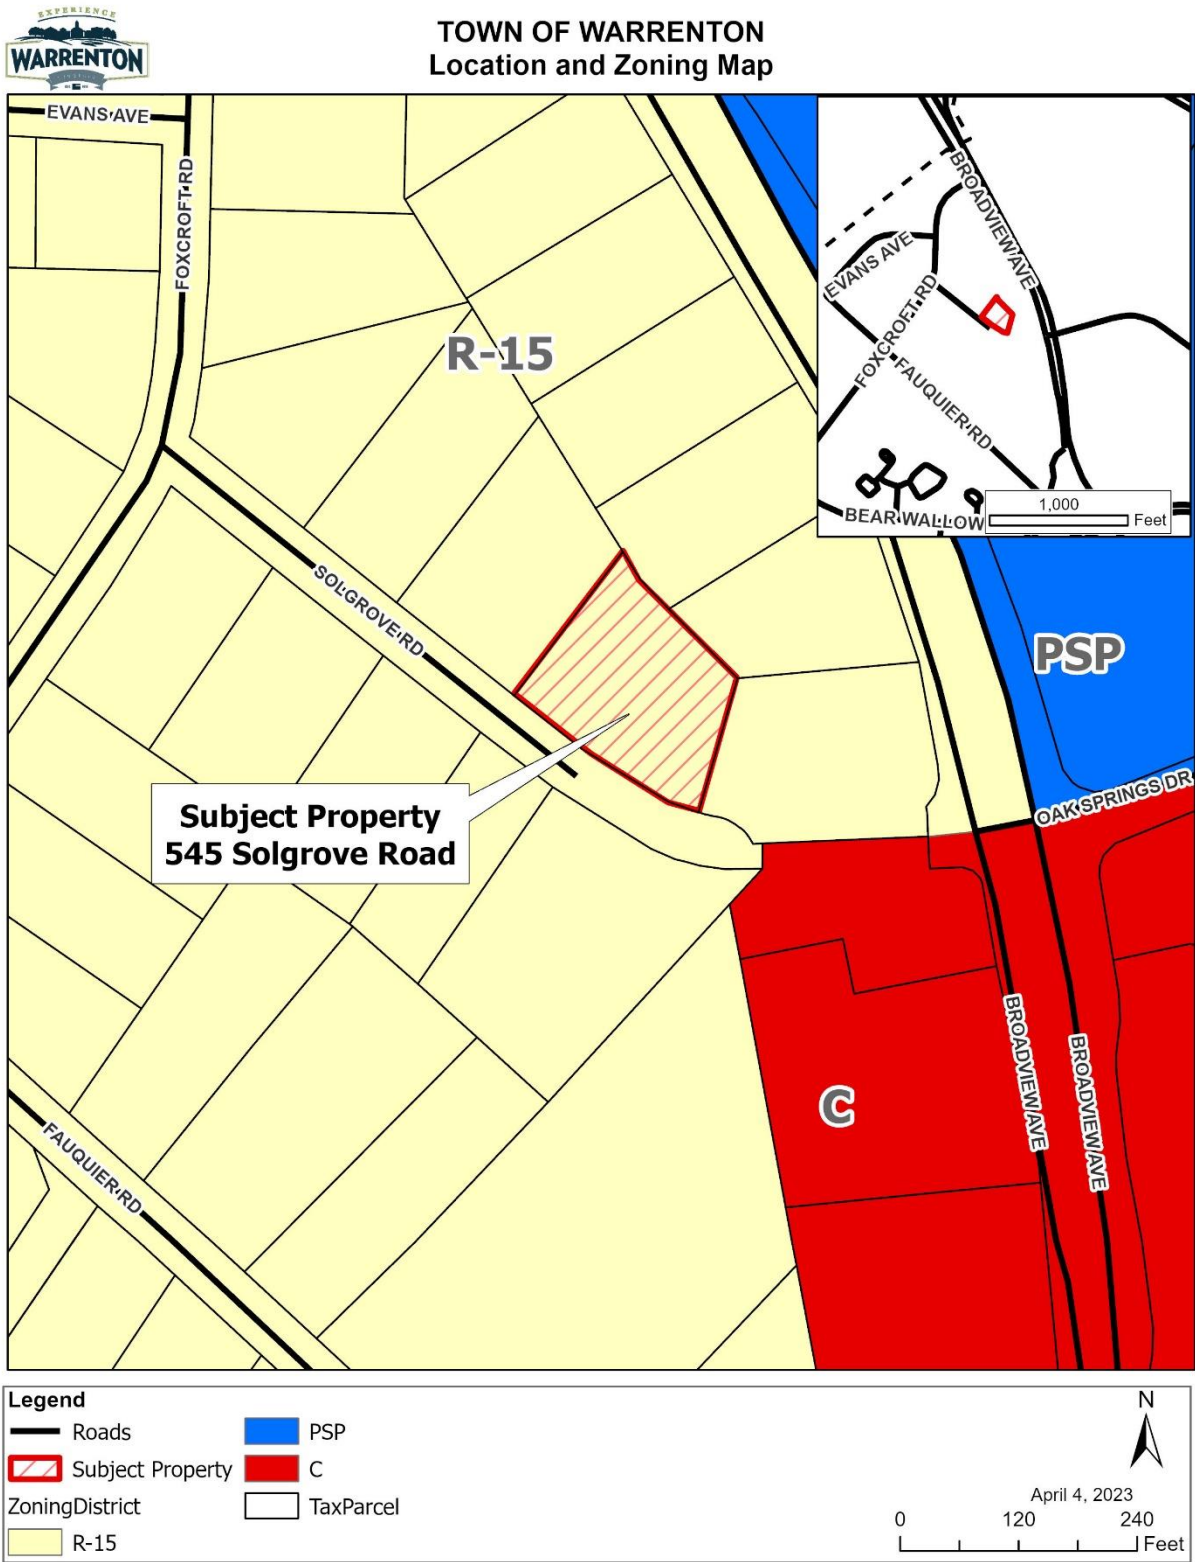 EXPERIENCE
WARRENTON
TOWN OF WARRENTON
Location and Zoning Map
EVANS AVE
FOXCROFT RD
R-15
SOLGROVE RD
Subject Property
545 Solgrove Road
FAUQUIER RD
PSP
OAK SPRINGS DR
C
BROADVIEW AVE
BROADVIEW AVE
BROADVIEW AVE
EVANS AVE
FOXCROFT RD
FAUQUIER RD
BEAR WALLOW
1,000
Feet
Legend
Roads
Subject Property
ZoningDistrict
R-15
PSP
C
TaxParcel
N
April 4, 2023
0 120 240
Feet